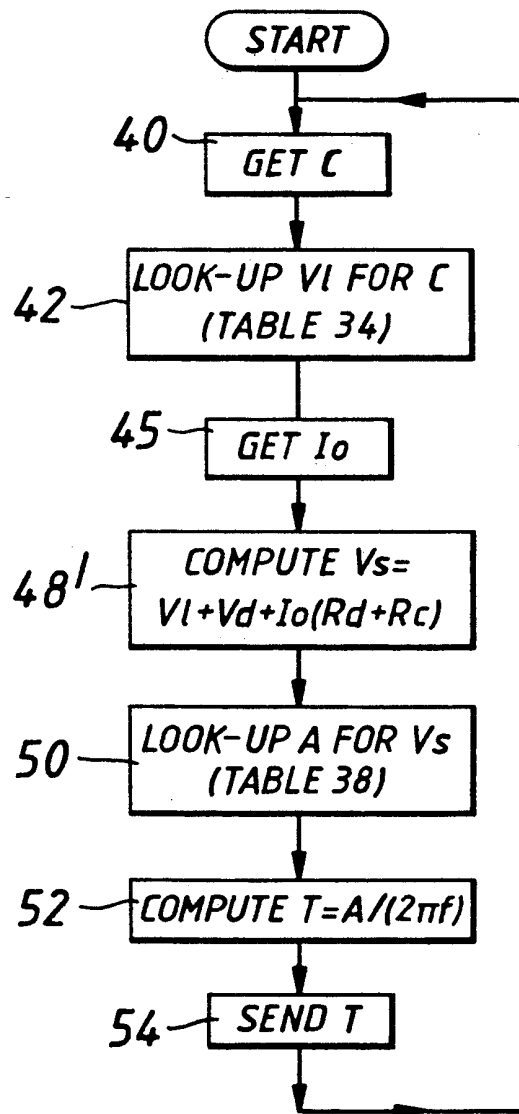 START
40
GET C
42
LOOK-UP Vl FOR C
(TABLE 34)
45
GET Io
48'
COMPUTE Vs=
Vl+Vd+Io(Rd+Rc)
50
LOOK-UP A FOR Vs
(TABLE 38)
52
COMPUTE T=A/(2πf)
54
SEND T